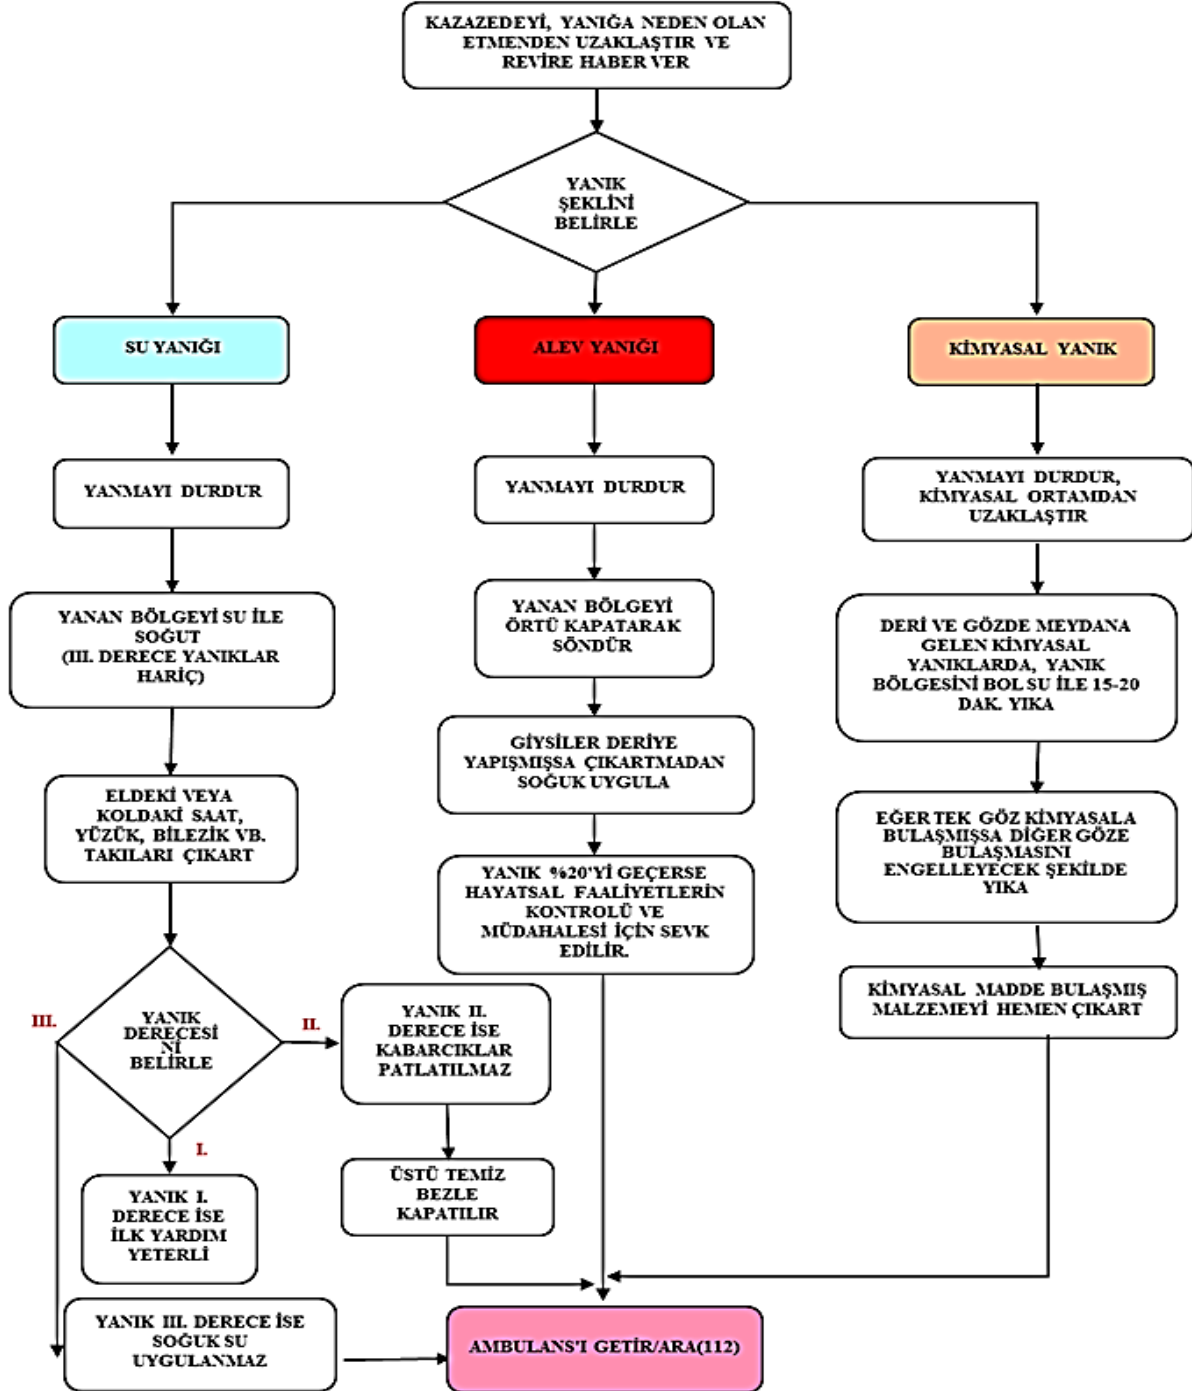 KAZAZEDEYİ, YANIĞA NEDEN OLAN
ETMENDEN UZAKLAŞTIR VE
REVİRE HABER VER
YANIK
ŞEKLİNİ
BELİRLE
SU YANIĞI
ALEV YANIĞI
KİMYASAL YANIK
YANMAYI DURDUR
YANMAYI DURDUR
YANMAYI DURDUR,
KİMYASAL ORTAMDAN
UZAKLAŞTIR
YANAN BÖLGEYİ SU İLE
SOĞUT
(III. DERECE YANIKLAR
HARİÇ)
YANAN BÖLGEYİ
ÖRTÜ KAPATARAK
SÖNDÜR
DERİ VE GÖZDE MEYDANA
GELEN KİMYASAL
YANIKLARDA, YANIK
BÖLGESİNİ BOL SU İLE 15-20
DAK. YIKA
GİYSİLER DERİYE
YAPIŞMIŞSA ÇIKARTMADAN
SOĞUK UYGULA
ELDEKİ VEYA
KOLDAKİ SAAT,
YÜZÜK, BİLEZİK VB.
TAKILARI ÇIKART
EĞER TEK GÖZ KİMYASALA
BULAŞMIŞSA DİĞER GÖZE
BULAŞMASINI
ENGELLEYECEK ŞEKİLDE
YIKA
YANIK %20'Yİ GEÇERSE
HAYATSAL FAALİYETLERİN
KONTROLÜ VE
MÜDAHALESİ İÇİN SEVK
EDİLİR.
KİMYASAL MADDE BULAŞMIŞ
MALZEMEYİ HEMEN ÇIKART
YANIK
DERECESİ
Nİ
BELİRLE
III.
II.
I.
YANIK II.
DERECE İSE
KABARCIKLAR
PATLATILMAZ
ÜSTÜ TEMİZ
BEZLE
KAPATILIR
YANIK I.
DERECE İSE
İLK YARDIM
YETERLİ
YANIK III. DERECE İSE
SOĞUK SU
UYGULANMAZ
AMBULANS'I GETİR/ARA(112)